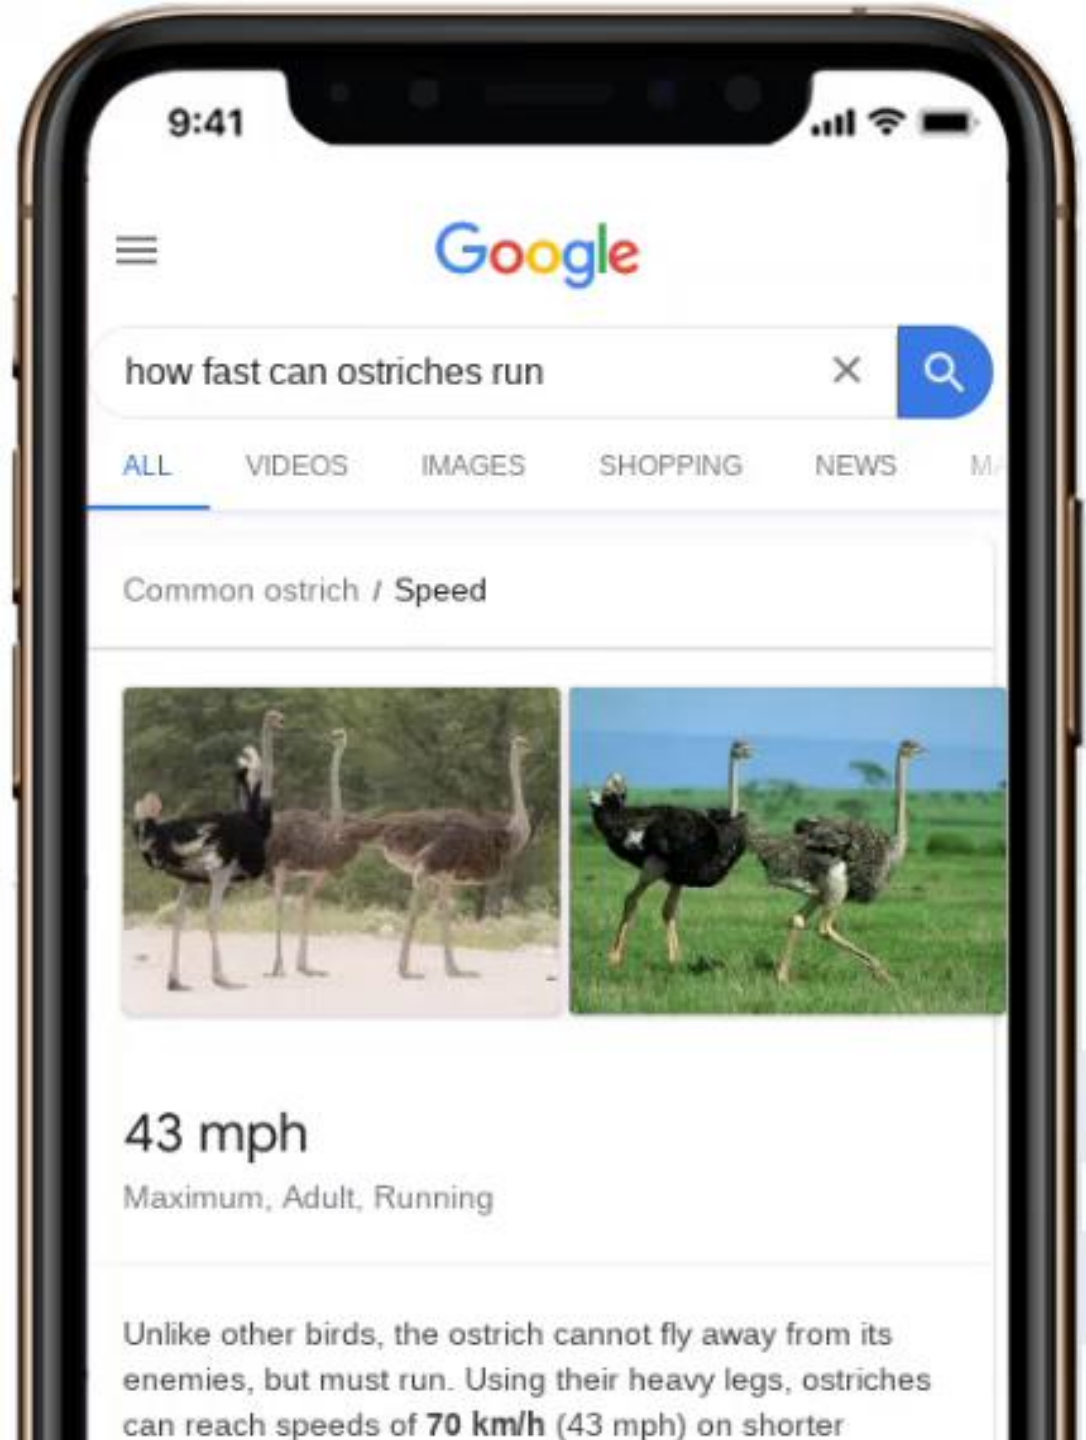 9:41
Google
how fast can ostriches run
ALL VIDEOS IMAGES SHOPPING NEWS
Common ostrich / Speed
43 mph
Maximum, Adult, Running
Unlike other birds, the ostrich cannot fly away from its
enemies, but must run. Using their heavy legs, ostriches
can reach speeds of 70 km/h (43 mph) on shorter